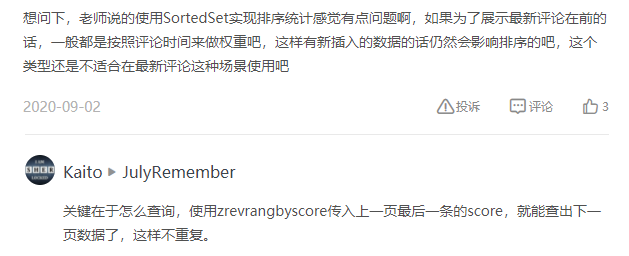 想问下，老师说的使用SortedSet实现排序统计感觉有点问题啊，如果为了展示最新评论在前的
话，一般都是按照评论时间来做权重吧，这样有新插入的数据的话仍然会影响排序的吧，这个
类型还是不适合在最新评论这种场景使用吧
2020-09-02 投诉 评论 3
Kaito ▶ JulyRemember
关键在于怎么查询，使用zrevrangbyscore传入上一页最后一条的score，就能查出下一
页数据了，这样不重复。